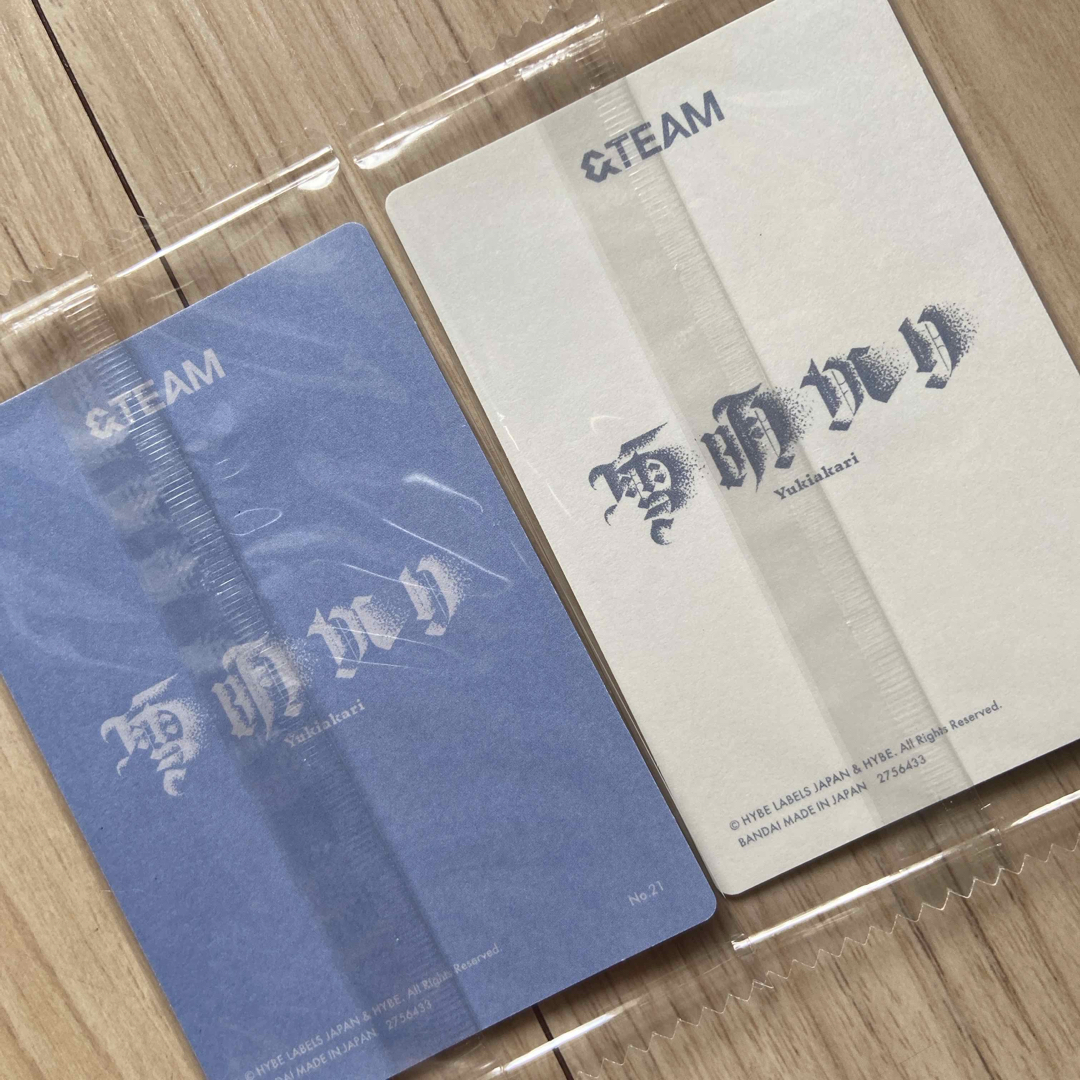 &TEAM
雪明かり
Yukiakari
No.21
© HYBE LABELS JAPAN & HYBE. All Rights Reserved.
BANDAI MADE IN JAPAN 2756433
&TEAM
雪明かり
Yukiakari
© HYBE LABELS JAPAN & HYBE. All Rights Reserved.
BANDAI MADE IN JAPAN 2756433